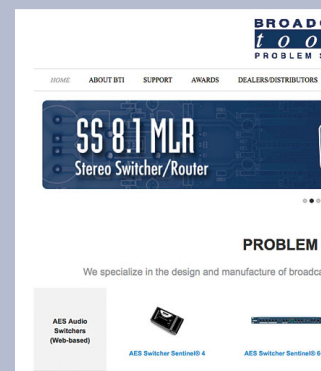 BROADC
t o o
PROBLEM S
HOME ABOUT BTI SUPPORT AWARDS DEALERS/DISTRIBUTORS
SS 8.1 MLR
Stereo Switcher/Router
PROBLEM
We specialize in the design and manufacture of broadca
AES Audio
Switchers
(Web-based)
AES Switcher Sentinel® 4 AES Switcher Sentinel® 6